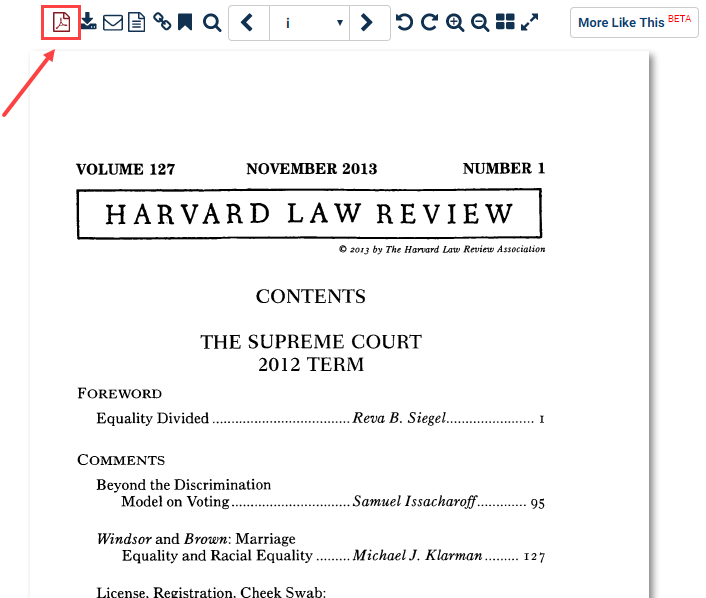 i
More Like This BETA
VOLUME 127 NOVEMBER 2013 NUMBER 1
HARVARD LAW REVIEW
© 2013 by The Harvard Law Review Association
CONTENTS
THE SUPREME COURT
2012 TERM
FOREWORD
Equality Divided ............................ Reva B. Siegel ...................... 1
COMMENTS
Beyond the Discrimination
Model on Voting .............................. Samuel Issacharoff ............ 95
Windsor and Brown: Marriage
Equality and Racial Equality ......... Michael J. Klarman ......... 127
License, Registration, Cheek Swab: